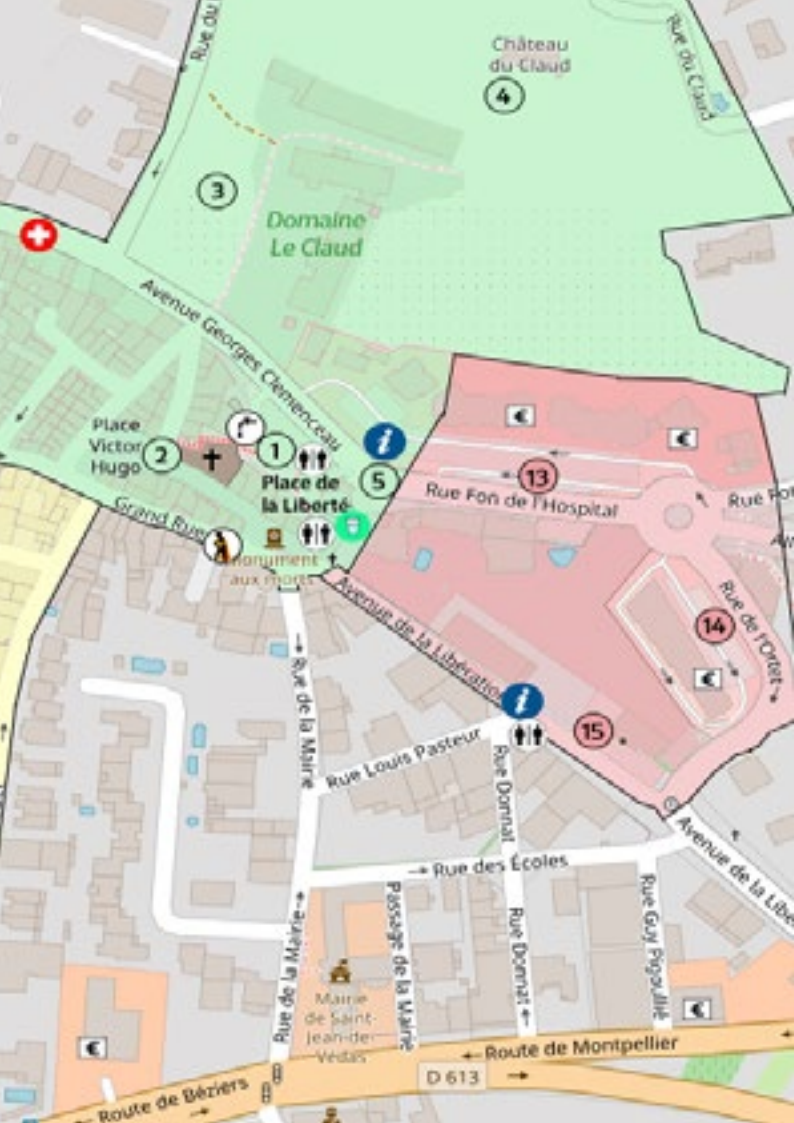 Rue du
Château
du Claud
4
Rue du Claud
3
Domaine
Le Claud
Avenue Georges Clemenceau
Place
Victor
Hugo
2
1
i
5
Place de
la Liberté
Grand Rue
monument
aux morts
13
Rue Fon de l'Hospital
€
€
14
Rue de l'Ortet
€
Avenue de la Libération
i
15
Rue de la Mairie
Rue Louis Pasteur
Rue Donnat
Rue des Écoles
Avenue de la Libé
Passage de la Mairie
Rue Donnat
Rue Guy Pigoullié
Rue de la Mairie
Mairie
de Saint-
Jean-de-
Védas
€
€
Route de Montpellier
D 613
Route de Béziers